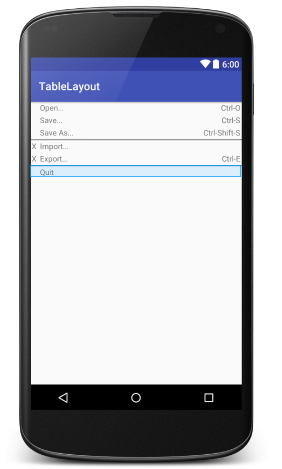 6:00
TableLayout
Open... Ctrl-O
Save... Ctrl-S
Save As... Ctrl-Shift-S
X Import...
X Export... Ctrl-E
Quit